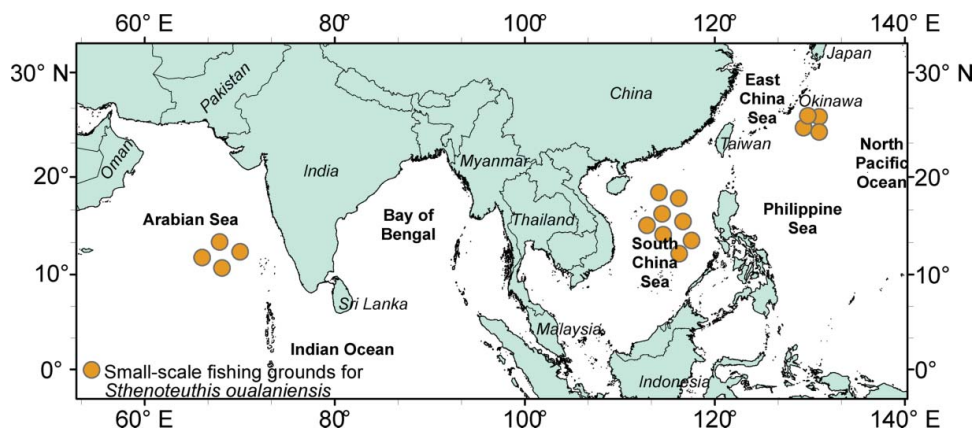 60° E
80°
100°
120°
140° E
30° N
30° N
20°
20°
10°
10°
0°
0°
Japan
East
China
Sea
Okinawa
Pakistan
China
Oman
Taiwan
India
Myanmar
North
Pacific
Ocean
Arabian Sea
Bay of
Bengal
Thailand
Philippine
Sea
South
China
Sea
Sri Lanka
Malaysia
Indian Ocean
Indonesia
Small-scale fishing grounds for
Sthenoteuthis oualaniensis
60° E
80°
100°
120°
140° E